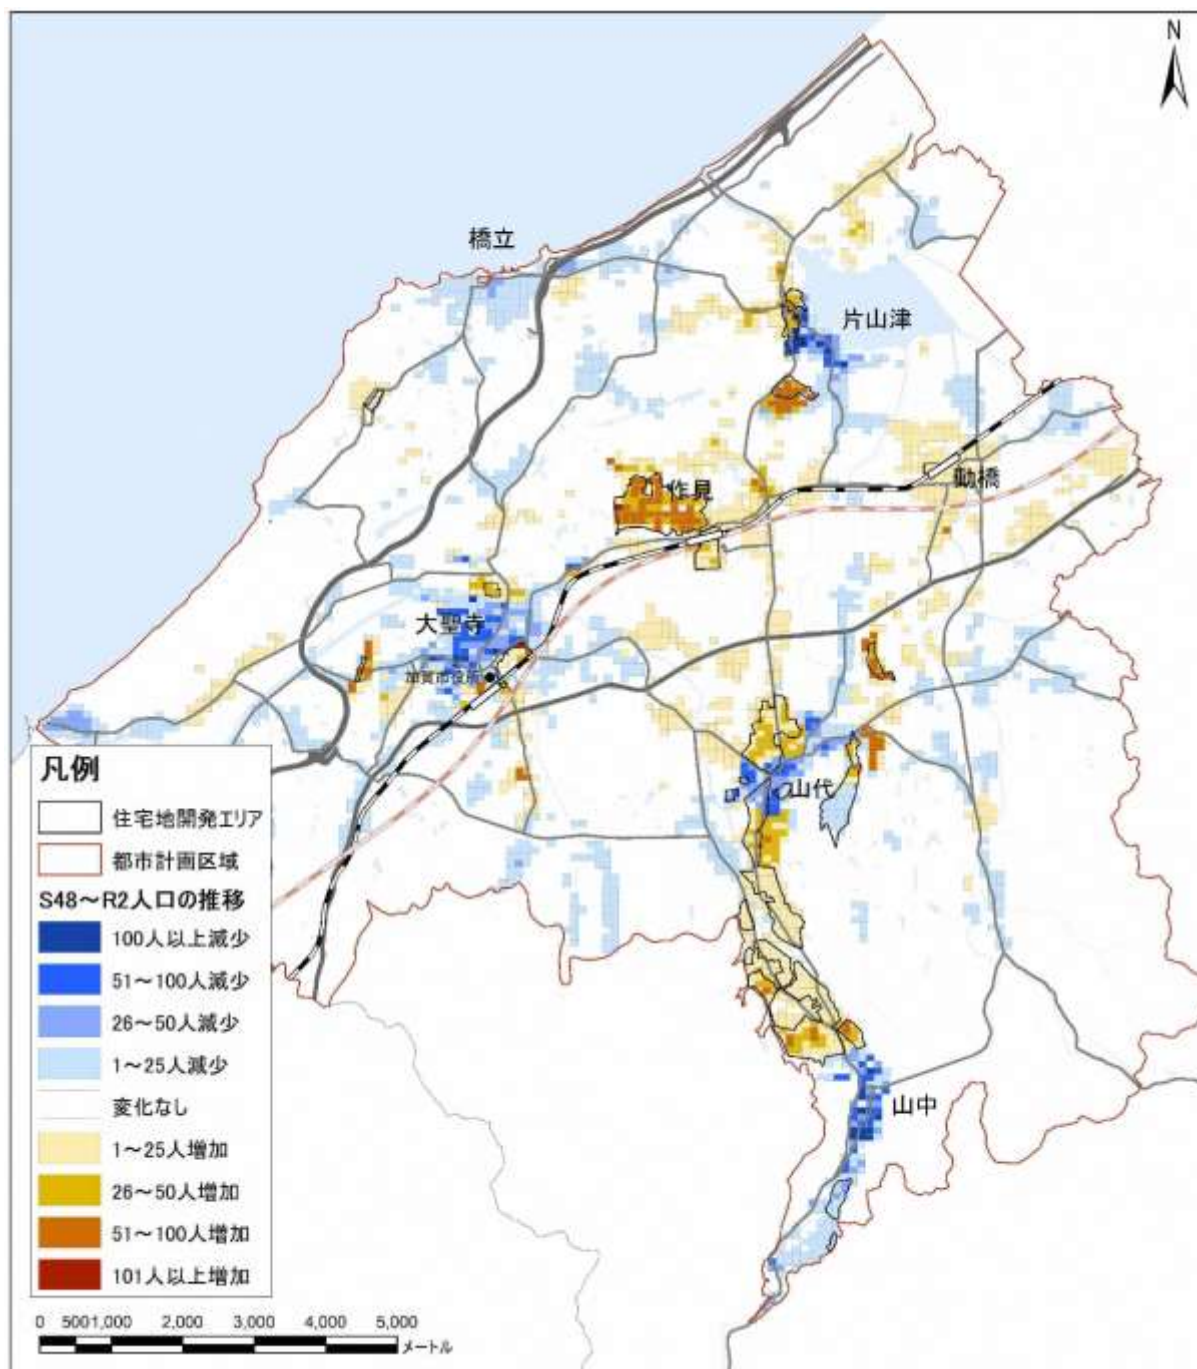 N
橋立
片山津
動橋
作見
大聖寺
加賀市役所
山代
山中
凡例
住宅地開発エリア
都市計画区域
S48～R2人口の推移
100人以上減少
51～100人減少
26～50人減少
1～25人減少
変化なし
1～25人増加
26～50人増加
51～100人増加
101人以上増加
0 5001,000 2,000 3,000 4,000 5,000
メートル